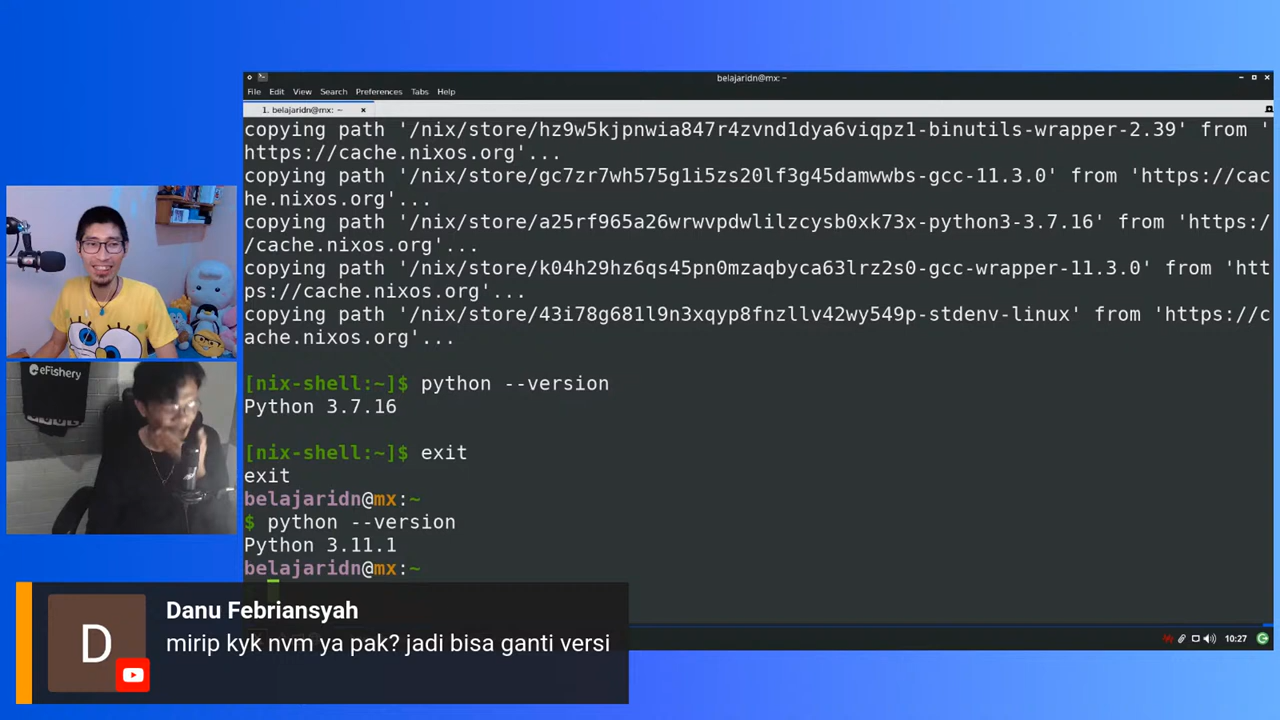 belajaridn@mx: ~
File Edit View Search Preferences Tabs Help
1. belajaridn@mx: ~
copying path '/nix/store/hz9w5kjpnwia847r4zvnd1dya6viqpz1-binutils-wrapper-2.39' from '
https://cache.nixos.org'...
copying path '/nix/store/gc7zr7wh575g1i5zs20lf3g45damwwbs-gcc-11.3.0' from 'https://cac
he.nixos.org'...
copying path '/nix/store/a25rf965a26wrwvpdwlilzcysb0xk73x-python3-3.7.16' from 'https:/
/cache.nixos.org'...
copying path '/nix/store/k04h29hz6qs45pn0mzaqbyca63lrz2s0-gcc-wrapper-11.3.0' from 'htt
ps://cache.nixos.org'...
copying path '/nix/store/43i78g681l9n3xqyp8fnzllv42wy549p-stdenv-linux' from 'https://c
ache.nixos.org'...
[nix-shell:~]$ python --version
Python 3.7.16
[nix-shell:~]$ exit
exit
belajaridn@mx:~
$ python --version
Python 3.11.1
belajaridn@mx:~
eFishery
D
Danu Febriansyah
mirip kyk nvm ya pak? jadi bisa ganti versi
10:27